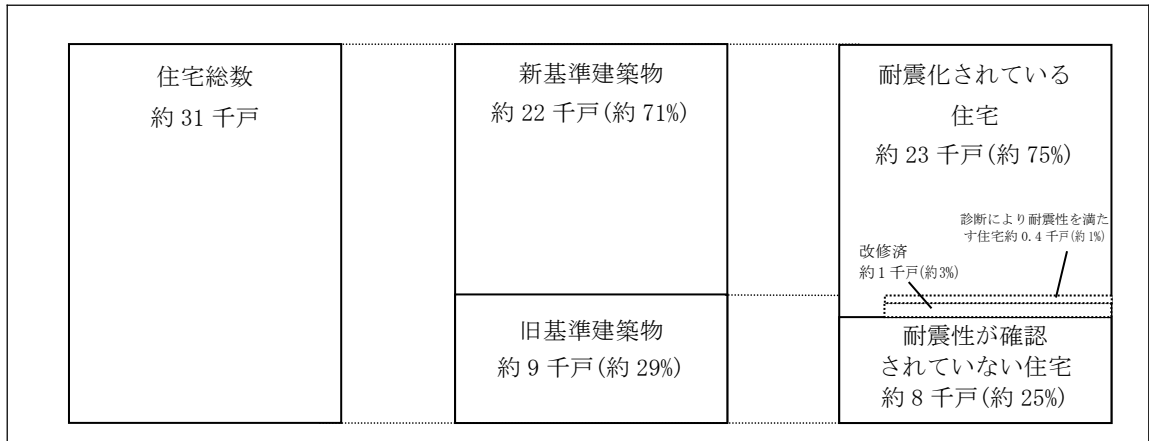 住宅総数
約 31 千戸
新基準建築物
約 22 千戸(約 71%)
旧基準建築物
約 9 千戸(約 29%)
耐震化されている
住宅
約 23 千戸(約 75%)
診断により耐震性を満た
す住宅約 0.4 千戸(約 1%)
改修済
約 1 千戸(約3%)
耐震性が確認
されていない住宅
約 8 千戸(約 25%)